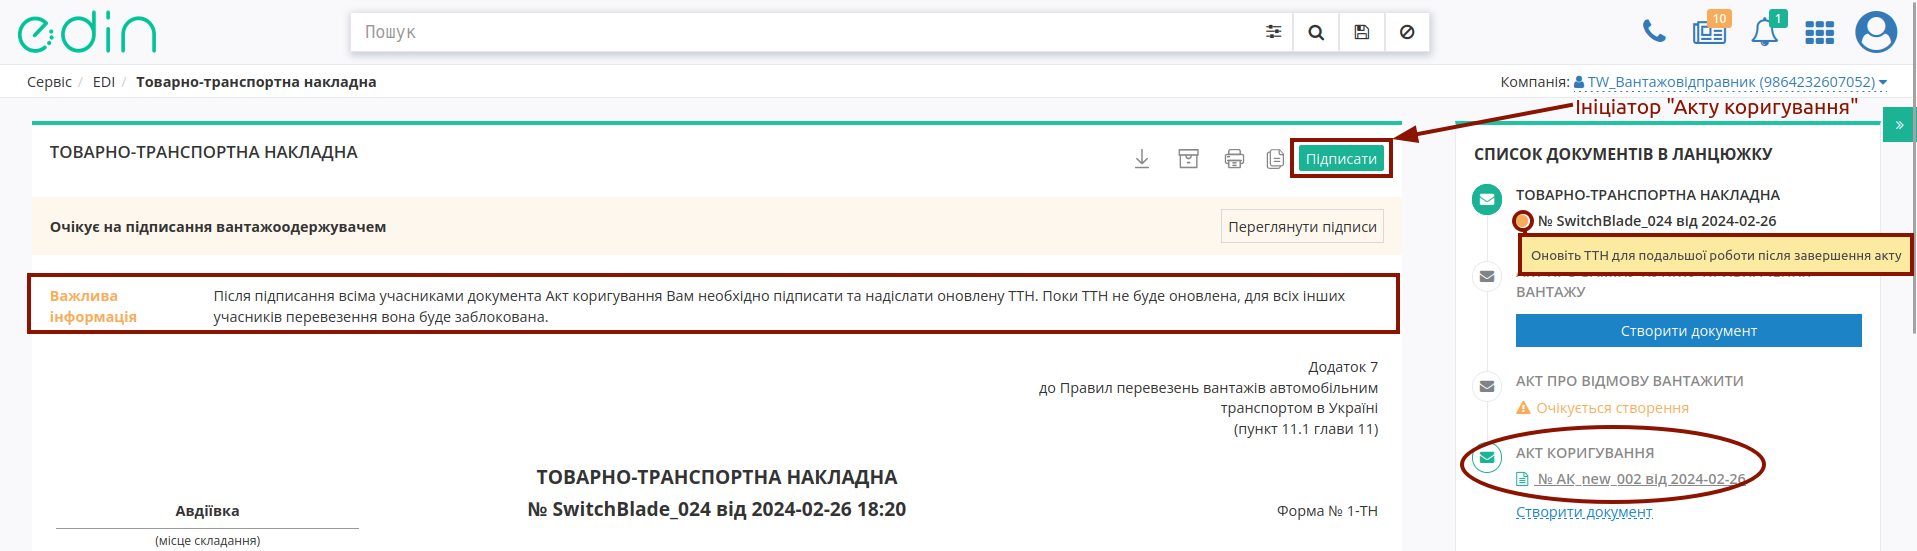 edin
Пошук
10
1
Сервіс / EDI / Товарно-транспортна накладна
Компанія: TW_Вантажовідправник (9864232607052)
Ініціатор "Акту коригування"
»
ТОВАРНО-ТРАНСПОРТНА НАКЛАДНА
Підписати
Очікує на підписання вантажоодержувачем
Переглянути підписи
Важлива
інформація
Після підписання всіма учасниками документа Акт коригування Вам необхідно підписати та надіслати оновлену ТТН. Поки ТТН не буде оновлена, для всіх інших
учасників перевезення вона буде заблокована.
Додаток 7
до Правил перевезень вантажів автомобільним
транспортом в Україні
(пункт 11.1 глави 11)
ТОВАРНО-ТРАНСПОРТНА НАКЛАДНА
№ SwitchBlade_024 від 2024-02-26 18:20
Авдіївка
(місце складання)
Форма № 1-ТН
СПИСОК ДОКУМЕНТІВ В ЛАНЦЮЖКУ
ТОВАРНО-ТРАНСПОРТНА НАКЛАДНА
№ SwitchBlade_024 від 2024-02-26
Оновіть ТТН для подальшої роботи після завершення акту
ВАНТАЖУ
Створити документ
АКТ ПРО ВІДМОВУ ВАНТАЖИТИ
Очікується створення
АКТ КОРИГУВАННЯ
№ АК_new_002 від 2024-02-26
Створити документ